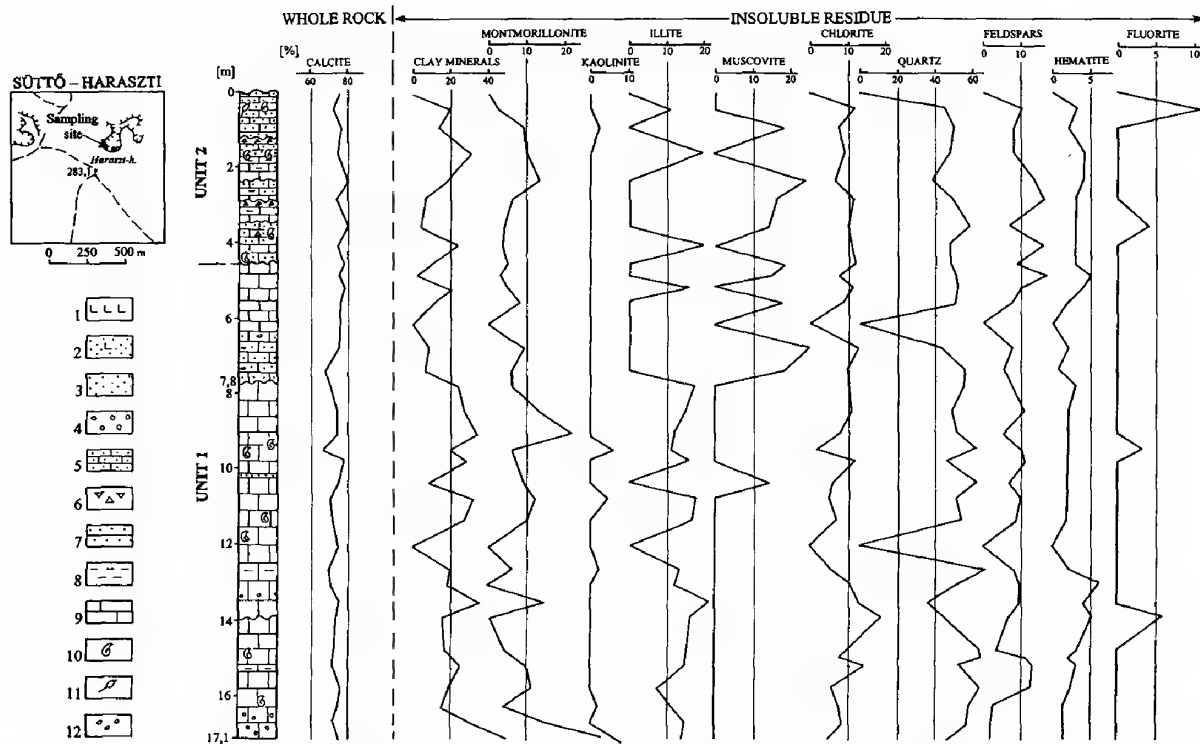 WHOLE ROCK
INSOLUBLE RESIDUE
MONTMORILLONITE
ILLITE
CHLORITE
FELDSPARS
FLUORITE
0 10 20
0 10 20
0 10
0 10
0 5 10
[%]
CALCITE
CLAY MINERALS
KAOLINITE
MUSCOVITE
QUARTZ
HEMATITE
[m]
60 80
0 20 40
0 10
0 10 20
0 20 40 60
0 5
SÜTTŐ – HARASZTI
Sampling
site
Haraszti-h.
283,1
0 250 500 m
UNIT 2
UNIT 1
0
2
4
6
7,8
8
10
12
14
16
17,1
1
2
3
4
5
6
7
8
9
10
11
12